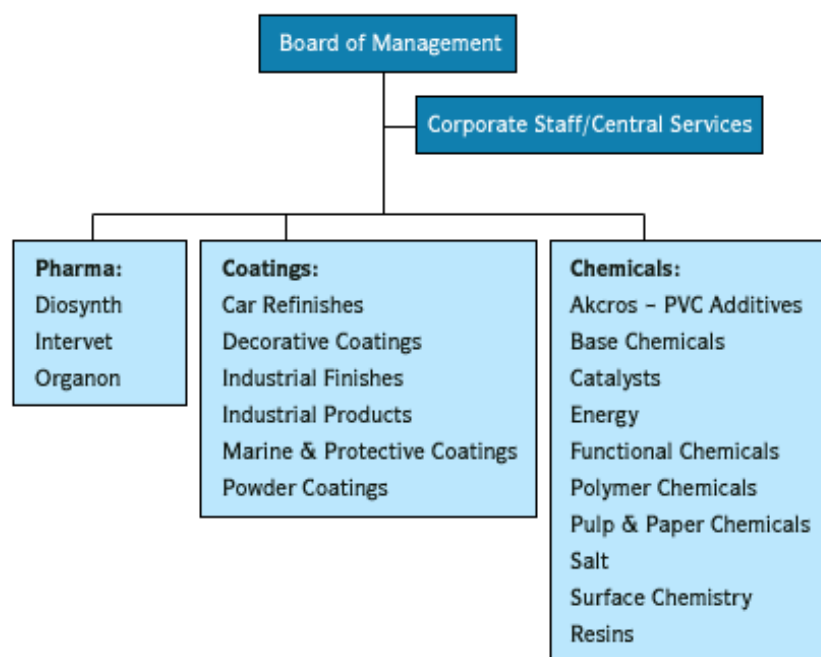 Board of Management
Corporate Staff/Central Services
Pharma:
Diosynth
Intervet
Organon
Coatings:
Car Refinishes
Decorative Coatings
Industrial Finishes
Industrial Products
Marine & Protective Coatings
Powder Coatings
Chemicals:
Akcros – PVC Additives
Base Chemicals
Catalysts
Energy
Functional Chemicals
Polymer Chemicals
Pulp & Paper Chemicals
Salt
Surface Chemistry
Resins